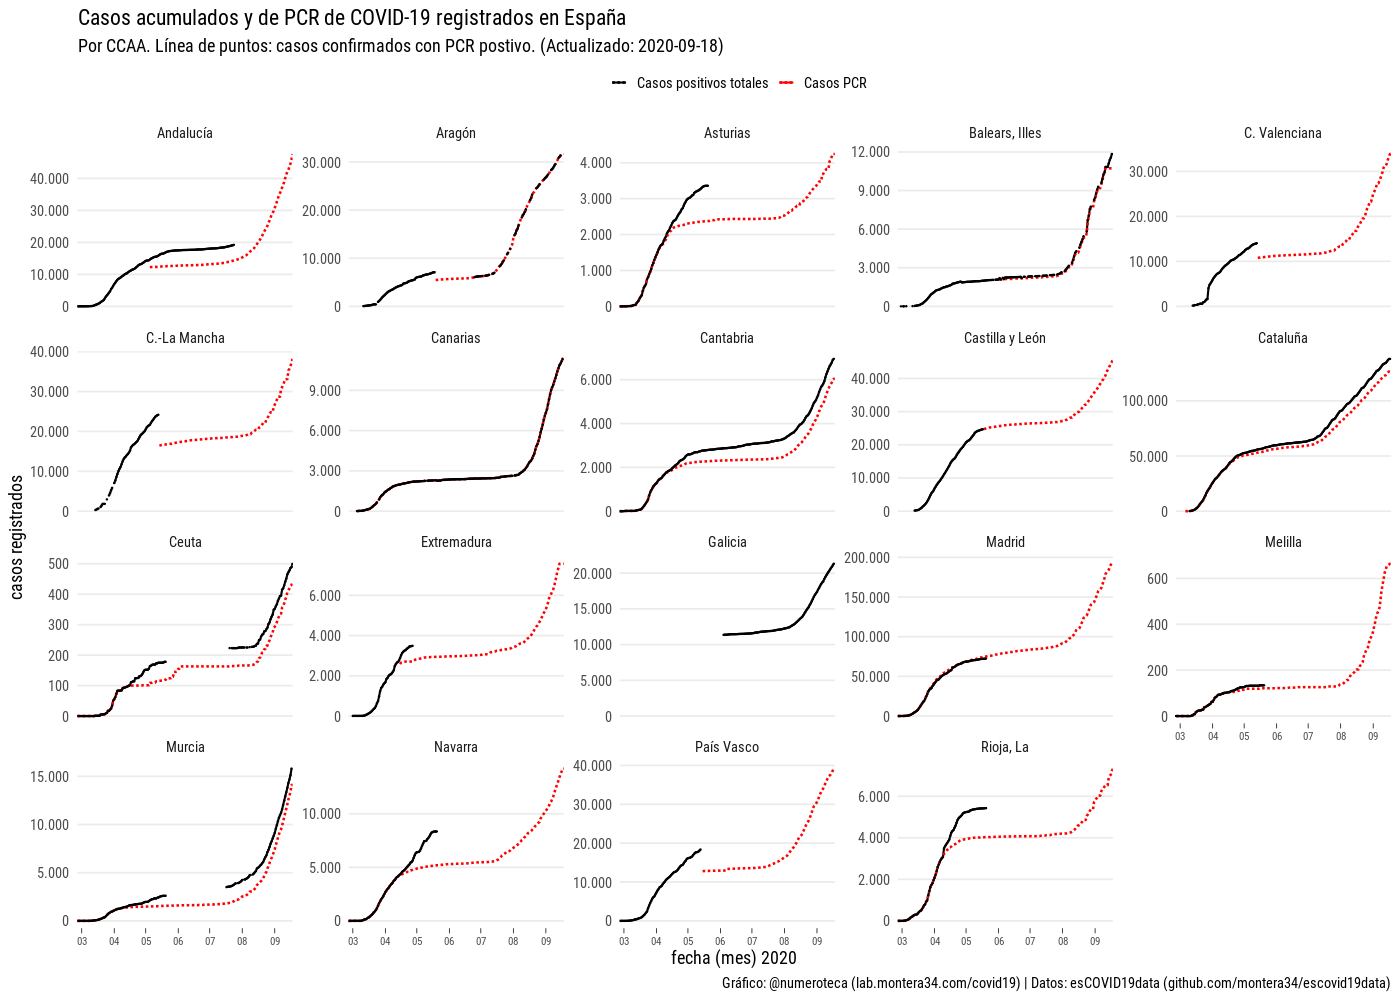 Casos acumulados y de PCR de COVID-19 registrados en España
Por CCAA. Línea de puntos: casos confirmados con PCR postivo. (Actualizado: 2020-09-18)
Casos positivos totales Casos PCR
casos registrados
Andalucía
40.000
30.000
20.000
10.000
0
Aragón
30.000
20.000
10.000
0
Asturias
4.000
3.000
2.000
1.000
0
Balears, Illes
12.000
9.000
6.000
3.000
0
C. Valenciana
30.000
20.000
10.000
0
C.-La Mancha
40.000
30.000
20.000
10.000
0
Canarias
9.000
6.000
3.000
0
Cantabria
6.000
4.000
2.000
0
Castilla y León
40.000
30.000
20.000
10.000
0
Cataluña
100.000
50.000
0
Ceuta
500
400
300
200
100
0
Extremadura
6.000
4.000
2.000
0
Galicia
20.000
15.000
10.000
5.000
0
Madrid
200.000
150.000
100.000
50.000
0
Melilla
600
400
200
0
03 04 05 06 07 08 09
Murcia
15.000
10.000
5.000
0
03 04 05 06 07 08 09
Navarra
10.000
5.000
0
03 04 05 06 07 08 09
País Vasco
40.000
30.000
20.000
10.000
0
03 04 05 06 07 08 09
Rioja, La
6.000
4.000
2.000
0
03 04 05 06 07 08 09
fecha (mes) 2020
Gráfico: @numeroteca (lab.montera34.com/covid19) | Datos: esCOVID19data (github.com/montera34/escovid19data)